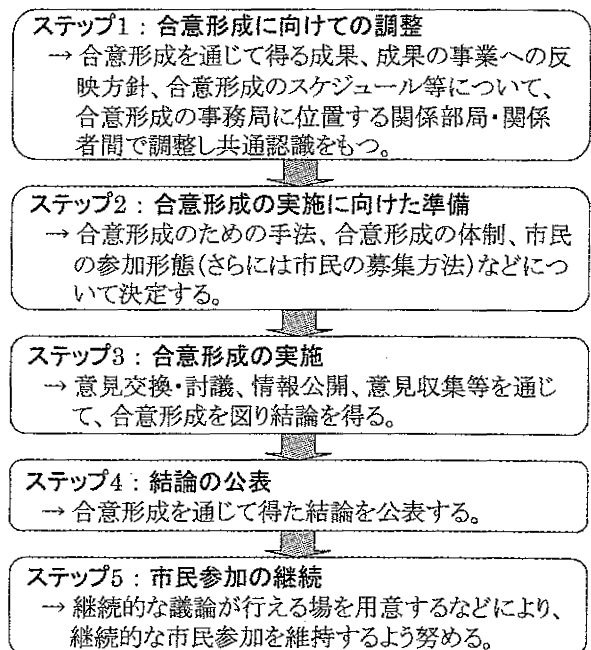 ステップ1：合意形成に向けての調整
→ 合意形成を通じて得る成果、成果の事業への反
映方針、合意形成のスケジュール等について、
合意形成の事務局に位置する関係部局・関係
者間で調整し共通認識をもつ。
ステップ2：合意形成の実施に向けた準備
→ 合意形成のための手法、合意形成の体制、市民
の参加形態(さらには市民の募集方法)などにつ
いて決定する。
ステップ3：合意形成の実施
→ 意見交換・討議、情報公開、意見収集等を通じ
て、合意形成を図り結論を得る。
ステップ4：結論の公表
→ 合意形成を通じて得た結論を公表する。
ステップ5：市民参加の継続
→ 継続的な議論が行える場を用意するなどにより、
継続的な市民参加を維持するよう努める。